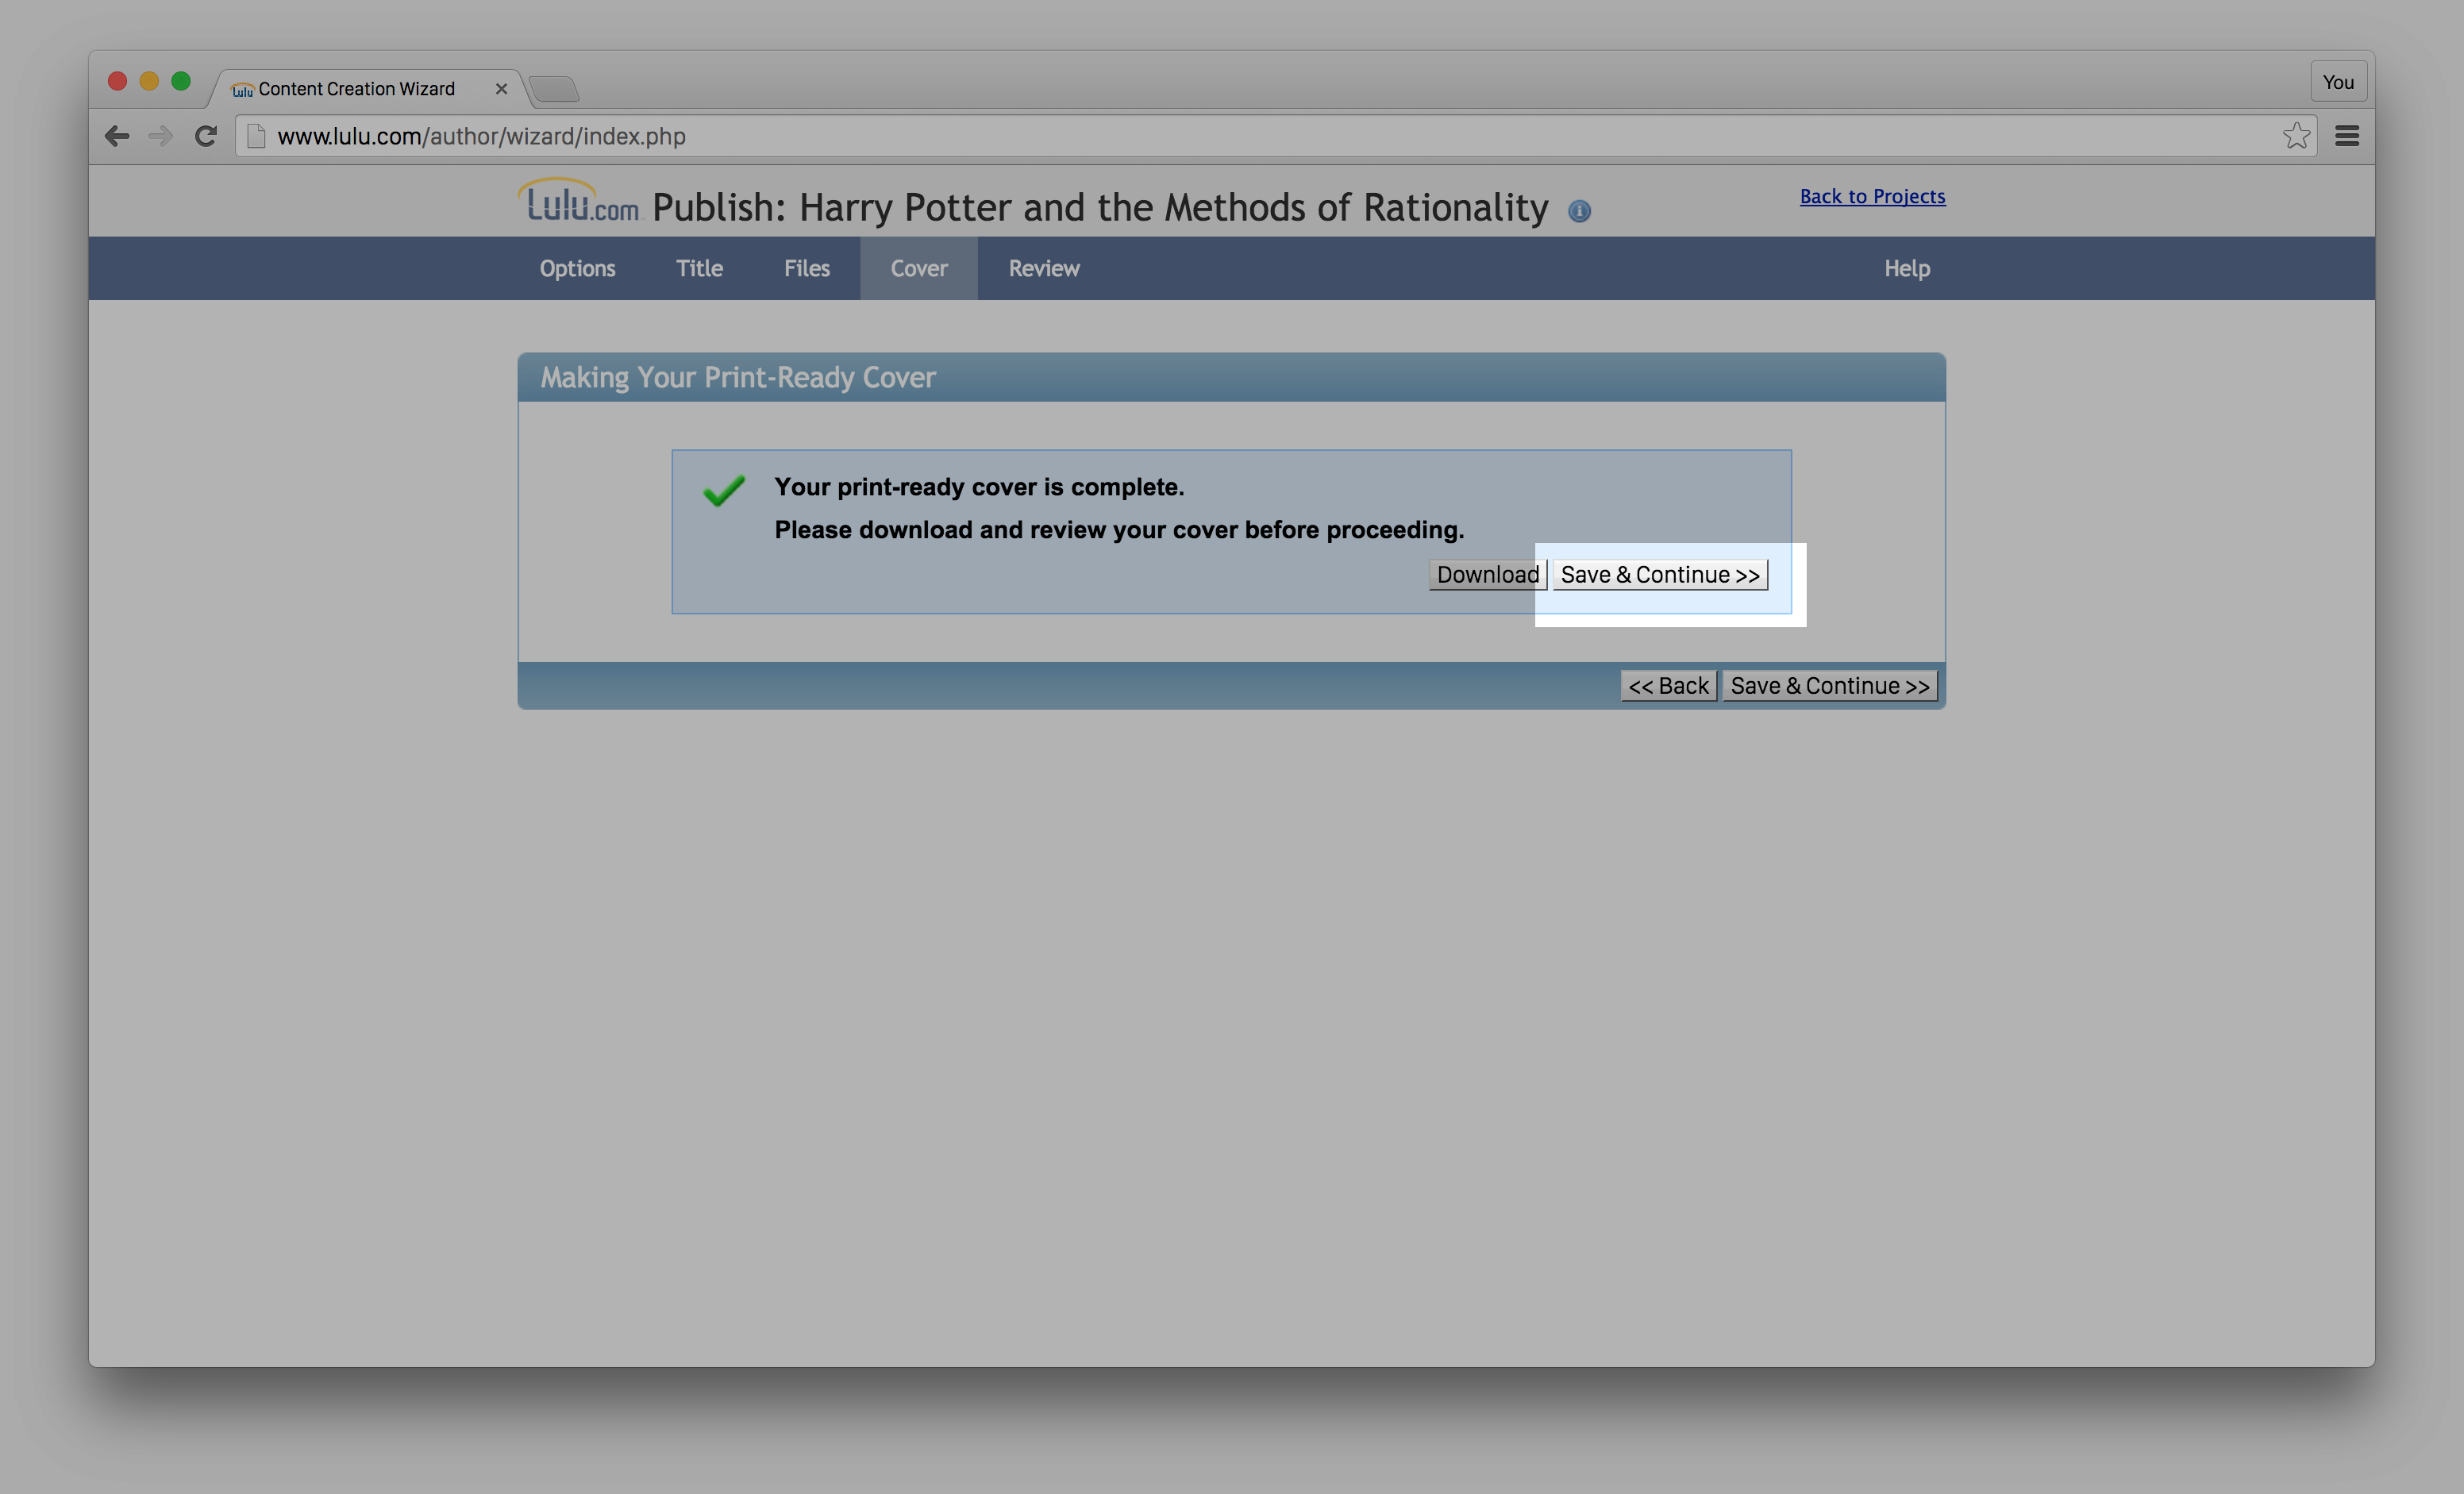 Lulu Content Creation Wizard
You
www.lulu.com/author/wizard/index.php
Lulu.com Publish: Harry Potter and the Methods of Rationality
Back to Projects
Options Title Files Cover Review Help
Making Your Print-Ready Cover
Your print-ready cover is complete.
Please download and review your cover before proceeding.
Download Save & Continue >>
<< Back Save & Continue >>